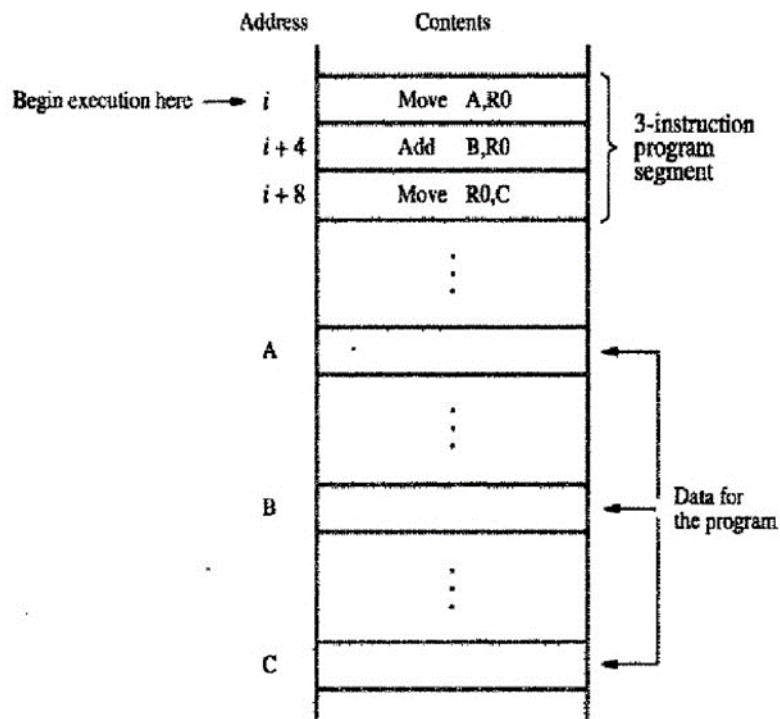 Address Contents
Begin execution here i Move A,R0
i + 4 Add B,R0
i + 8 Move R0,C
3-instruction
program
segment
A
B
Data for
the program
C